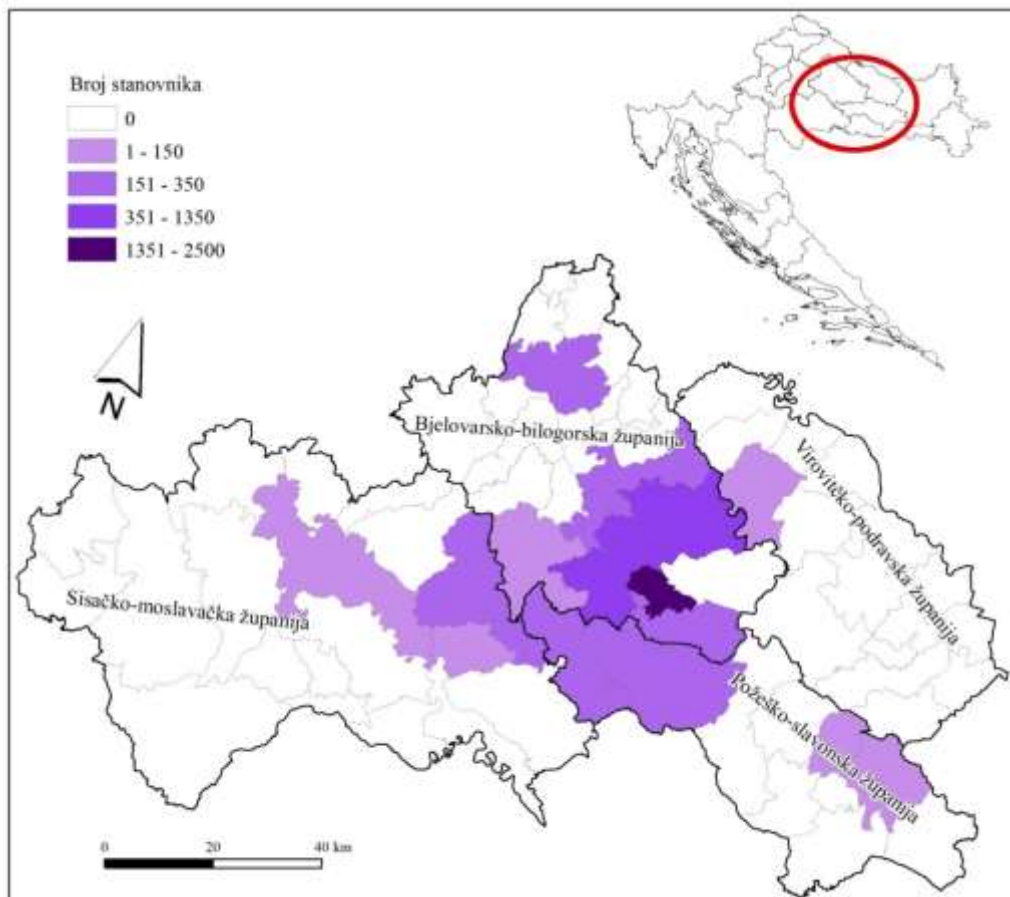 Broj stanovnika
0
1 - 150
151 - 350
351 - 1350
1351 - 2500
N
Bjelovarsko-bilogorska županija
Virovitčko-podravska županija
Sisačko-moslavačka županija
Požeško-slavonska županija
0 20 40 km